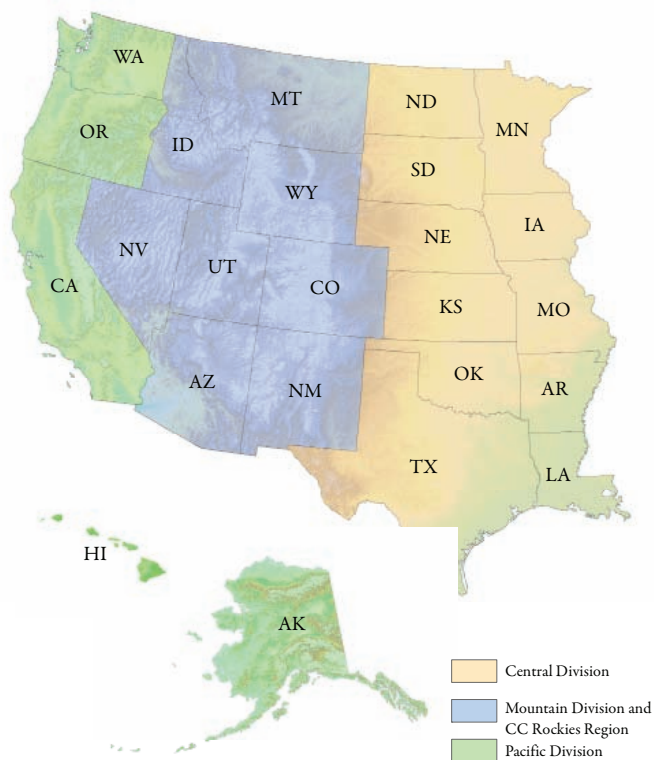 WA
MT
ND
MN
OR
ID
SD
WY
IA
NE
NV
UT
CA
CO
KS
MO
AZ
NM
OK
AR
TX
LA
HI
AK
Central Division
Mountain Division and
CC Rockies Region
Pacific Division